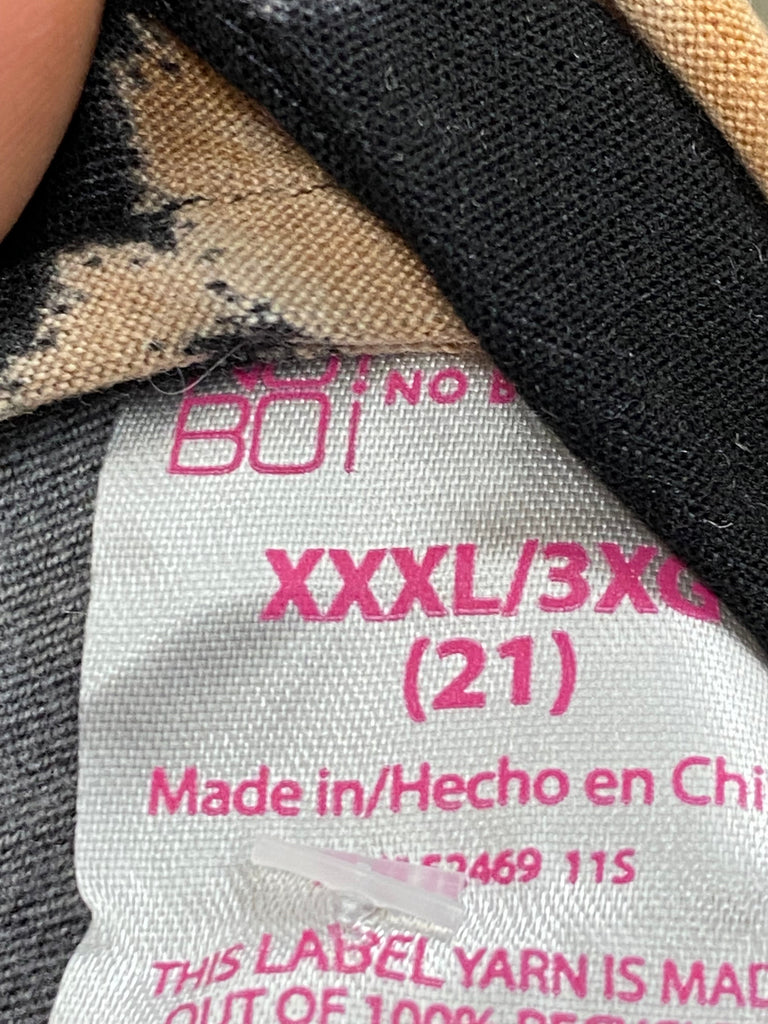 NO!
BOi NO B
XXXL/3XG
(21)
Made in/Hecho en Chi
2469 11S
THIS LABEL YARN IS MAD
OUT OF 100%